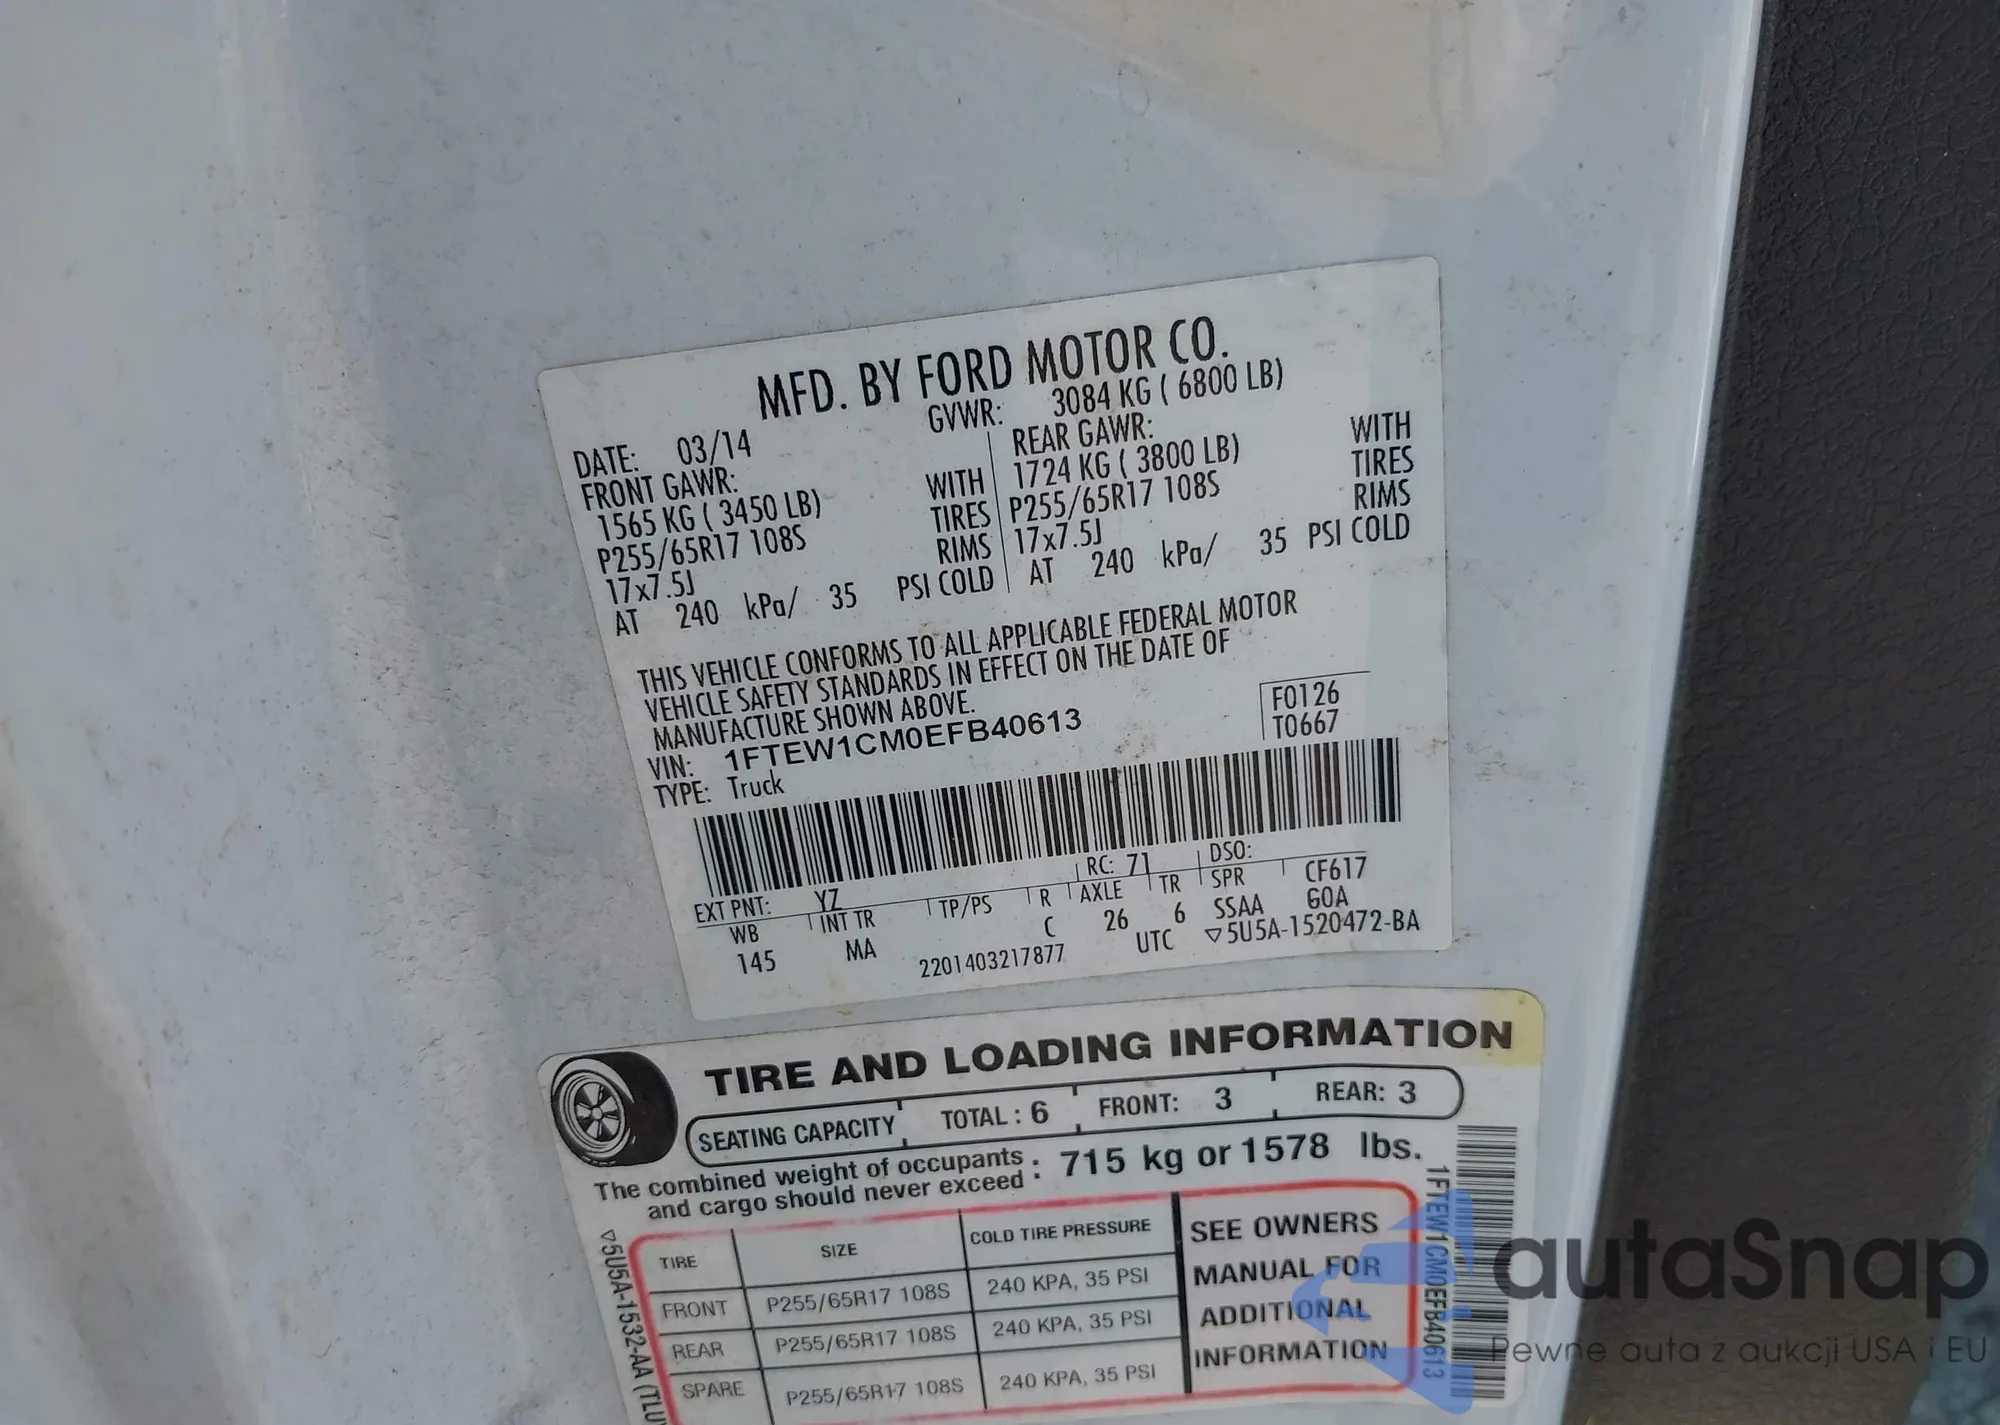 MFD. BY FORD MOTOR CO.
DATE: 03/14 GVWR: 3084 KG ( 6800 LB)
FRONT GAWR: REAR GAWR:
1565 KG ( 3450 LB) WITH 1724 KG ( 3800 LB) WITH
P255/65R17 108S TIRES P255/65R17 108S TIRES
17x7.5J RIMS 17x7.5J RIMS
AT 240 kPa/ 35 PSI COLD AT 240 kPa/ 35 PSI COLD
THIS VEHICLE CONFORMS TO ALL APPLICABLE FEDERAL MOTOR
VEHICLE SAFETY STANDARDS IN EFFECT ON THE DATE OF
MANUFACTURE SHOWN ABOVE.
VIN: 1FTEW1CM0EFB40613
TYPE: Truck
F0126
T0667
EXT PNT: YZ RC: 71 DSO:
WB INT TR TP/PS R AXLE TR SPR CF617
145 MA C 26 6 SSAA GOA
2201403217877 UTC ▽5U5A-1520472-BA
TIRE AND LOADING INFORMATION
SEATING CAPACITY TOTAL : 6 FRONT: 3 REAR: 3
The combined weight of occupants
and cargo should never exceed : 715 kg or 1578 lbs.
TIRE SIZE COLD TIRE PRESSURE
FRONT P255/65R17 108S 240 KPA, 35 PSI
REAR P255/65R17 108S 240 KPA, 35 PSI
SPARE P255/65R17 108S 240 KPA, 35 PSI
SEE OWNERS
MANUAL FOR
ADDITIONAL
INFORMATION
1FTEW1CM0EFB40613
▽5U5A-1532-AA (TLU
autaSnap
Pewne auta z aukcji USA i EU